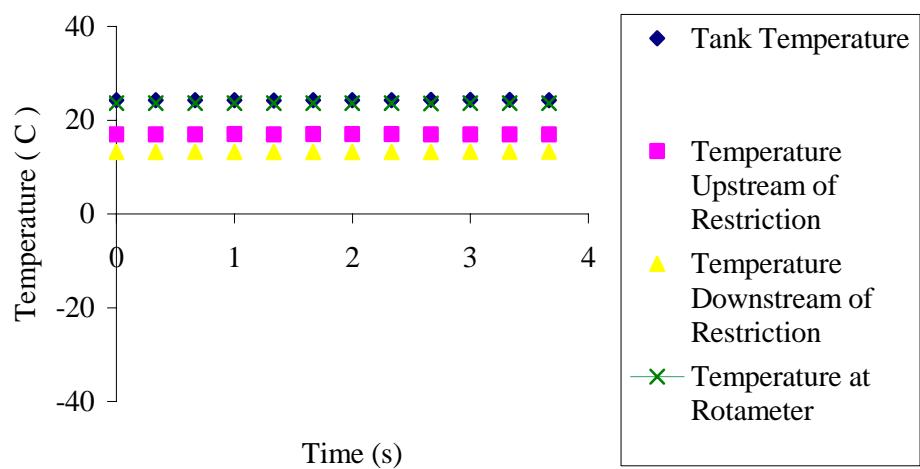 40
20
0
-20
-40
0
1
2
3
4
Temperature ( C )
Time (s)
Tank Temperature
Temperature
Upstream of
Restriction
Temperature
Downstream of
Restriction
Temperature at
Rotameter